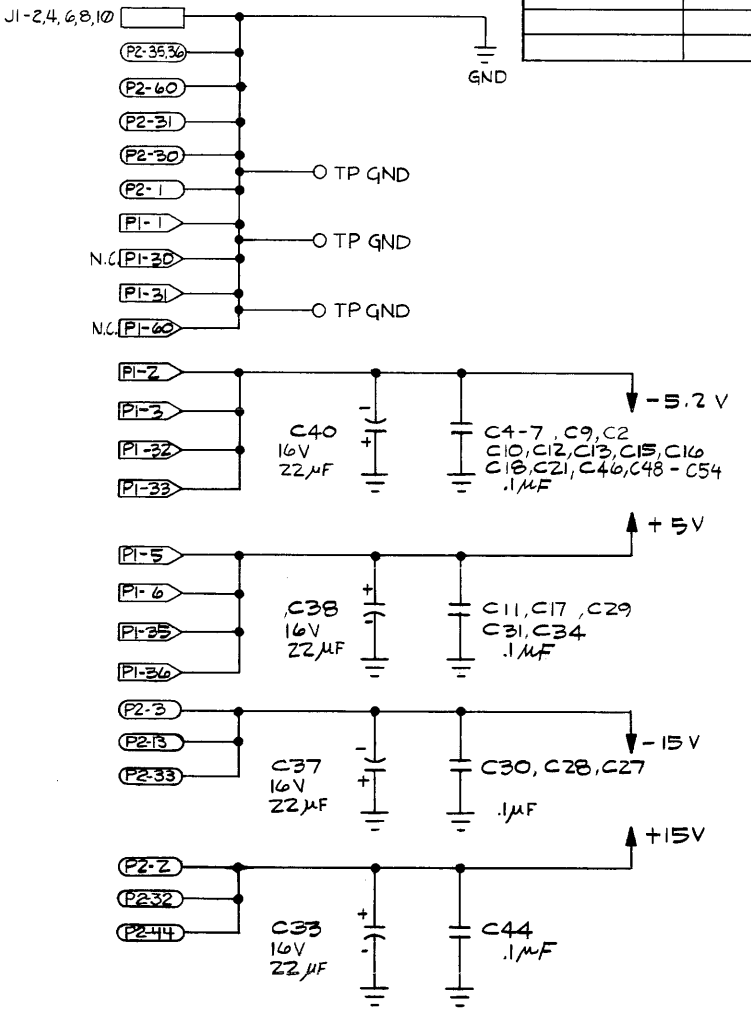 J1-2,4,6,8,10
P2-35,36
GND
P2-60
P2-31
P2-30
TP GND
P2-1
P1-1
TP GND
N.C. P1-30
P1-31
TP GND
N.C. P1-60
P1-2
-5.2 V
P1-3
-
C40
C4-7, C9, C2
P1-32
+
16V
C10, C12, C13, C15, C16
22µF
C18, C21, C46, C48 - C54
P1-33
.1µF
+5V
P1-5
P1-6
+
,C38
C11, C17, C29
P1-35
-
16V
C31, C34
22µF
.1µF
P1-36
P2-3
P2-13
-15V
-
C37
C30, C28, C27
P2-33
+
16V
22µF
.1µF
+15V
P2-2
P2-32
+
C33
C44
P2-44
-
16V
.1µF
22µF